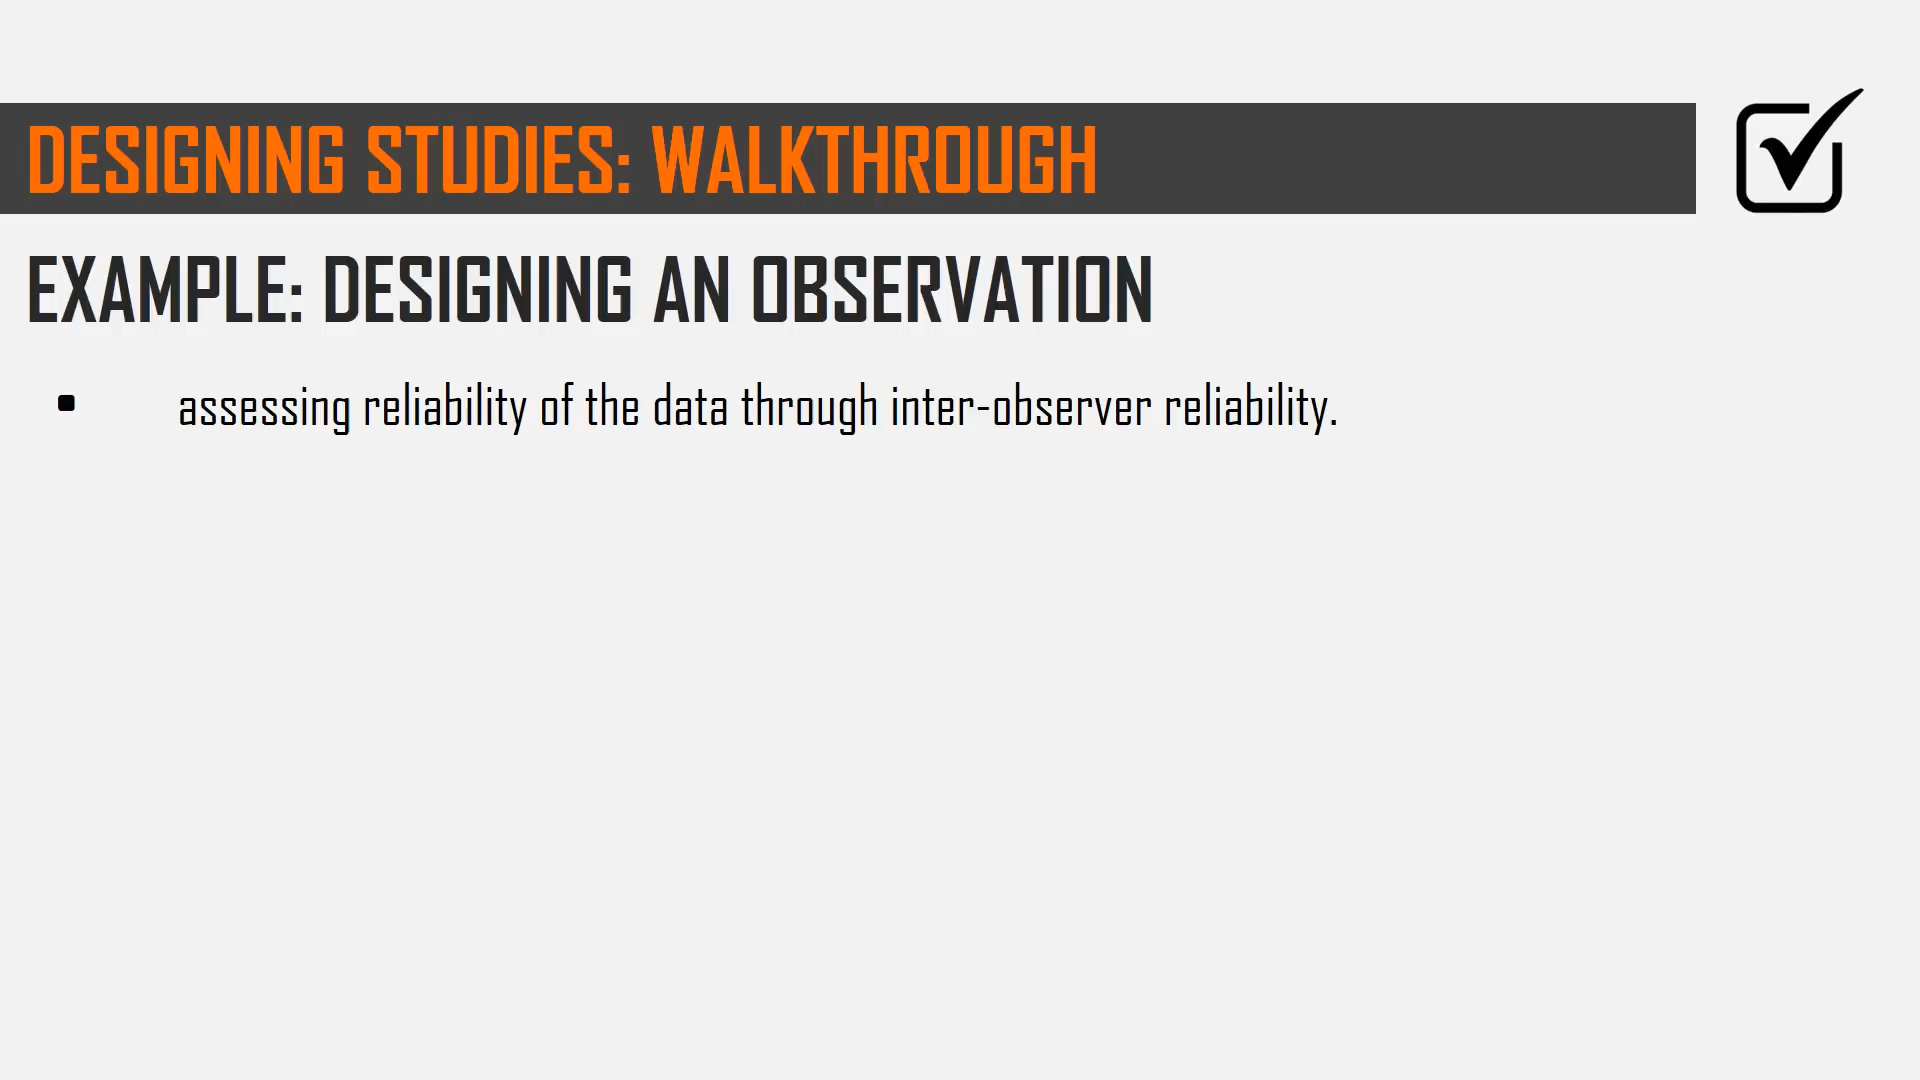 DESIGNING STUDIES: WALKTHROUGH
EXAMPLE: DESIGNING AN OBSERVATION
▪ assessing reliability of the data through inter-observer reliability.